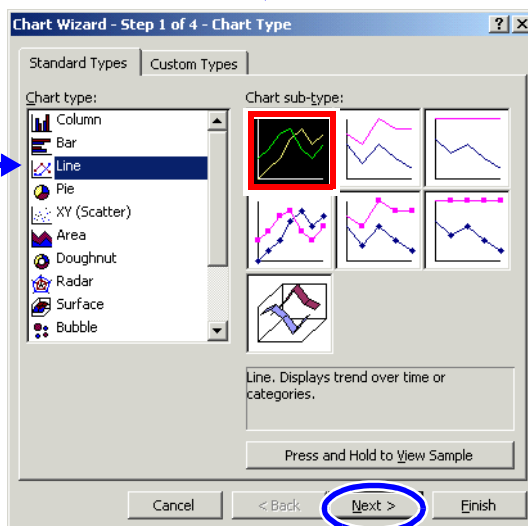 Chart Wizard - Step 1 of 4 - Chart Type
Standard Types
Custom Types
Chart type:
Column
Bar
Line
Pie
XY (Scatter)
Area
Doughnut
Radar
Surface
Bubble
Chart sub-type:
Line. Displays trend over time or
categories.
Press and Hold to View Sample
Cancel
< Back
Next >
Finish